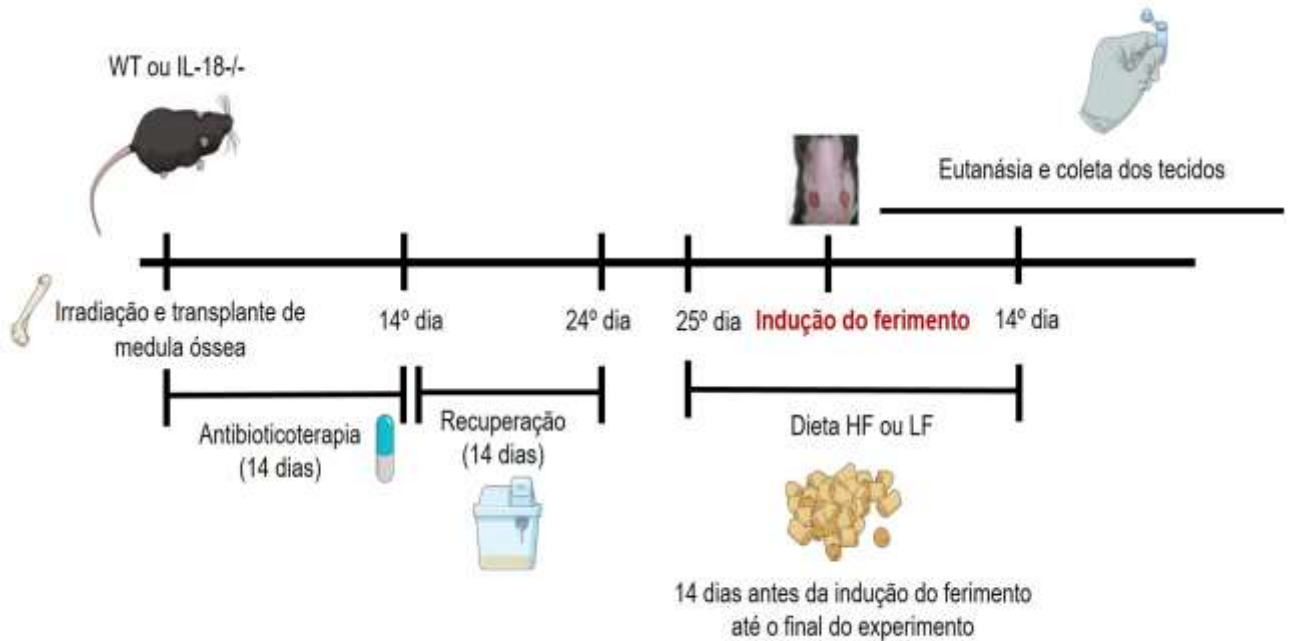 WT ou IL-18-/-
Eutanásia e coleta dos tecidos
Irradiação e transplante de
medula óssea
14º dia
24º dia
25º dia
Indução do ferimento
14º dia
Antibioticoterapia
(14 dias)
Recuperação
(14 dias)
Dieta HF ou LF
14 dias antes da indução do ferimento
até o final do experimento